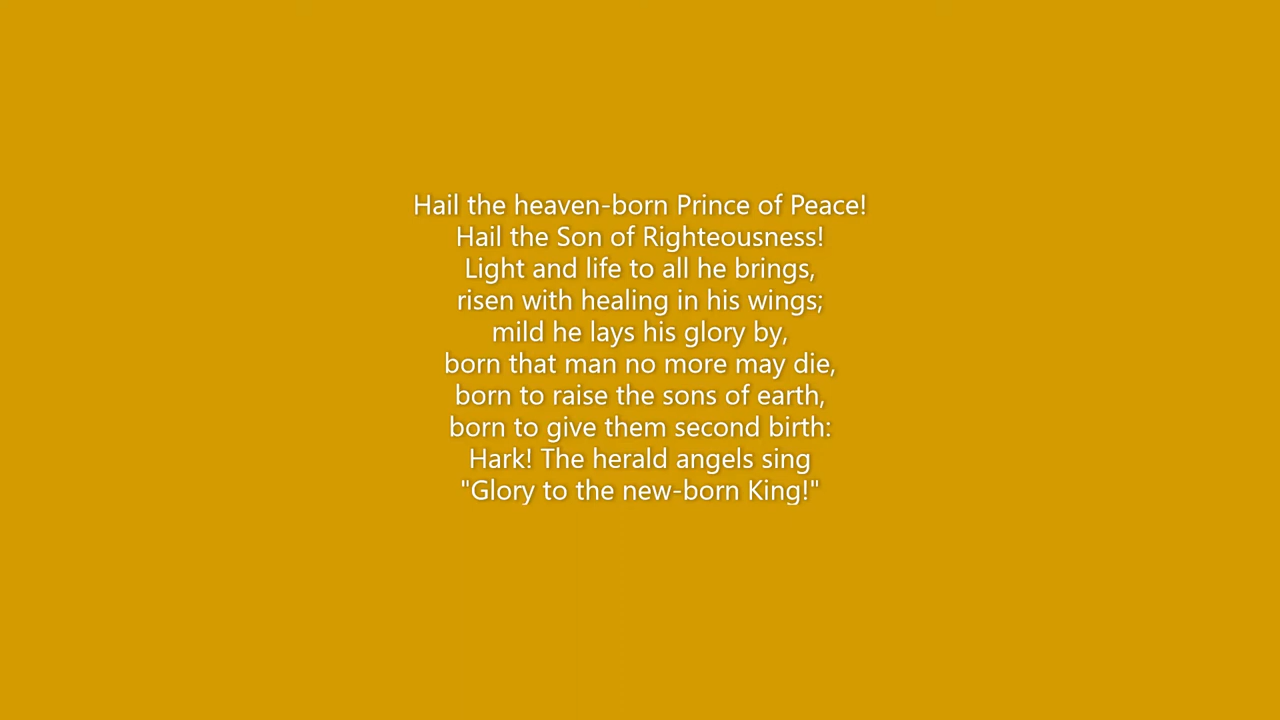 Hail the heaven-born Prince of Peace!
Hail the Son of Righteousness!
Light and life to all he brings,
risen with healing in his wings;
mild he lays his glory by,
born that man no more may die,
born to raise the sons of earth,
born to give them second birth:
Hark! The herald angels sing
"Glory to the new-born King!"